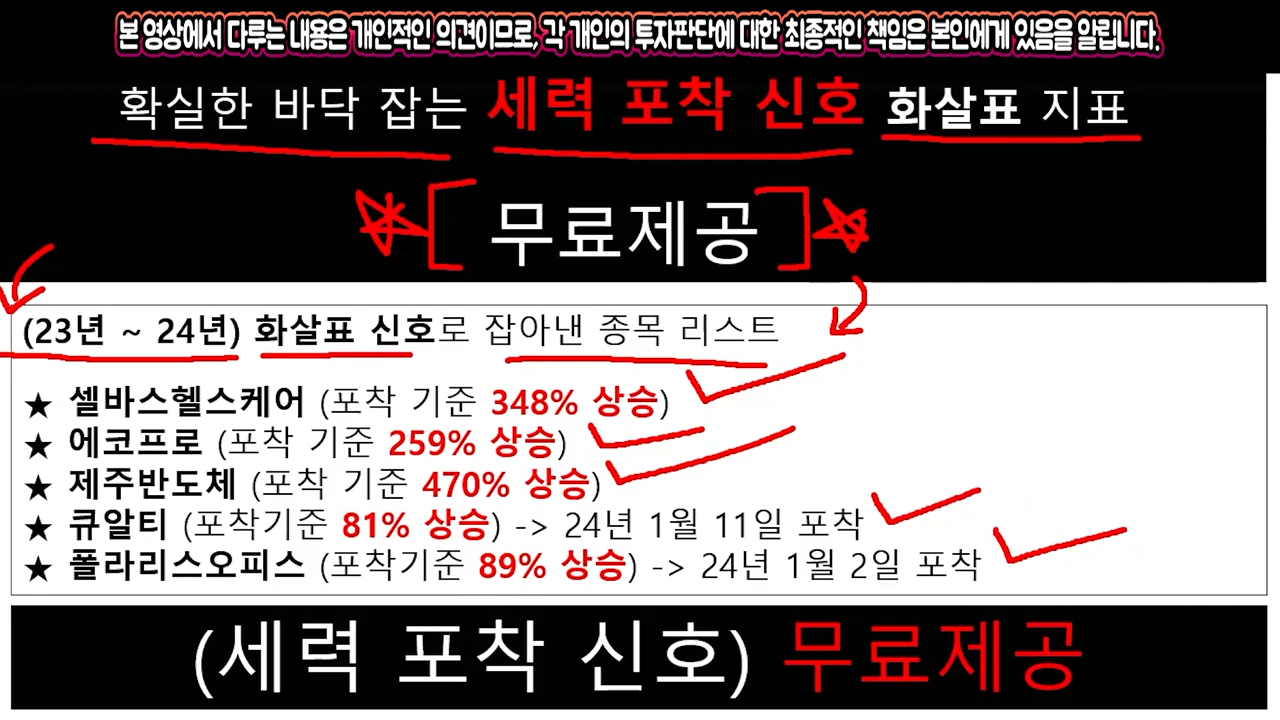 본 영상에서 다루는 내용은 개인적인 의견이므로, 각 개인의 투자판단에 대한 최종적인 책임은 본인에게 있음을 알립니다.
확실한 바닥 잡는 세력 포착 신호 화살표 지표
무료제공
(23년 ~ 24년) 화살표 신호로 잡아낸 종목 리스트
★ 셀바스헬스케어 (포착 기준 348% 상승)
★ 에코프로 (포착 기준 259% 상승)
★ 제주반도체 (포착 기준 470% 상승)
★ 큐알티 (포착기준 81% 상승) -> 24년 1월 11일 포착
★ 폴라리스오피스 (포착기준 89% 상승) -> 24년 1월 2일 포착
(세력 포착 신호) 무료제공